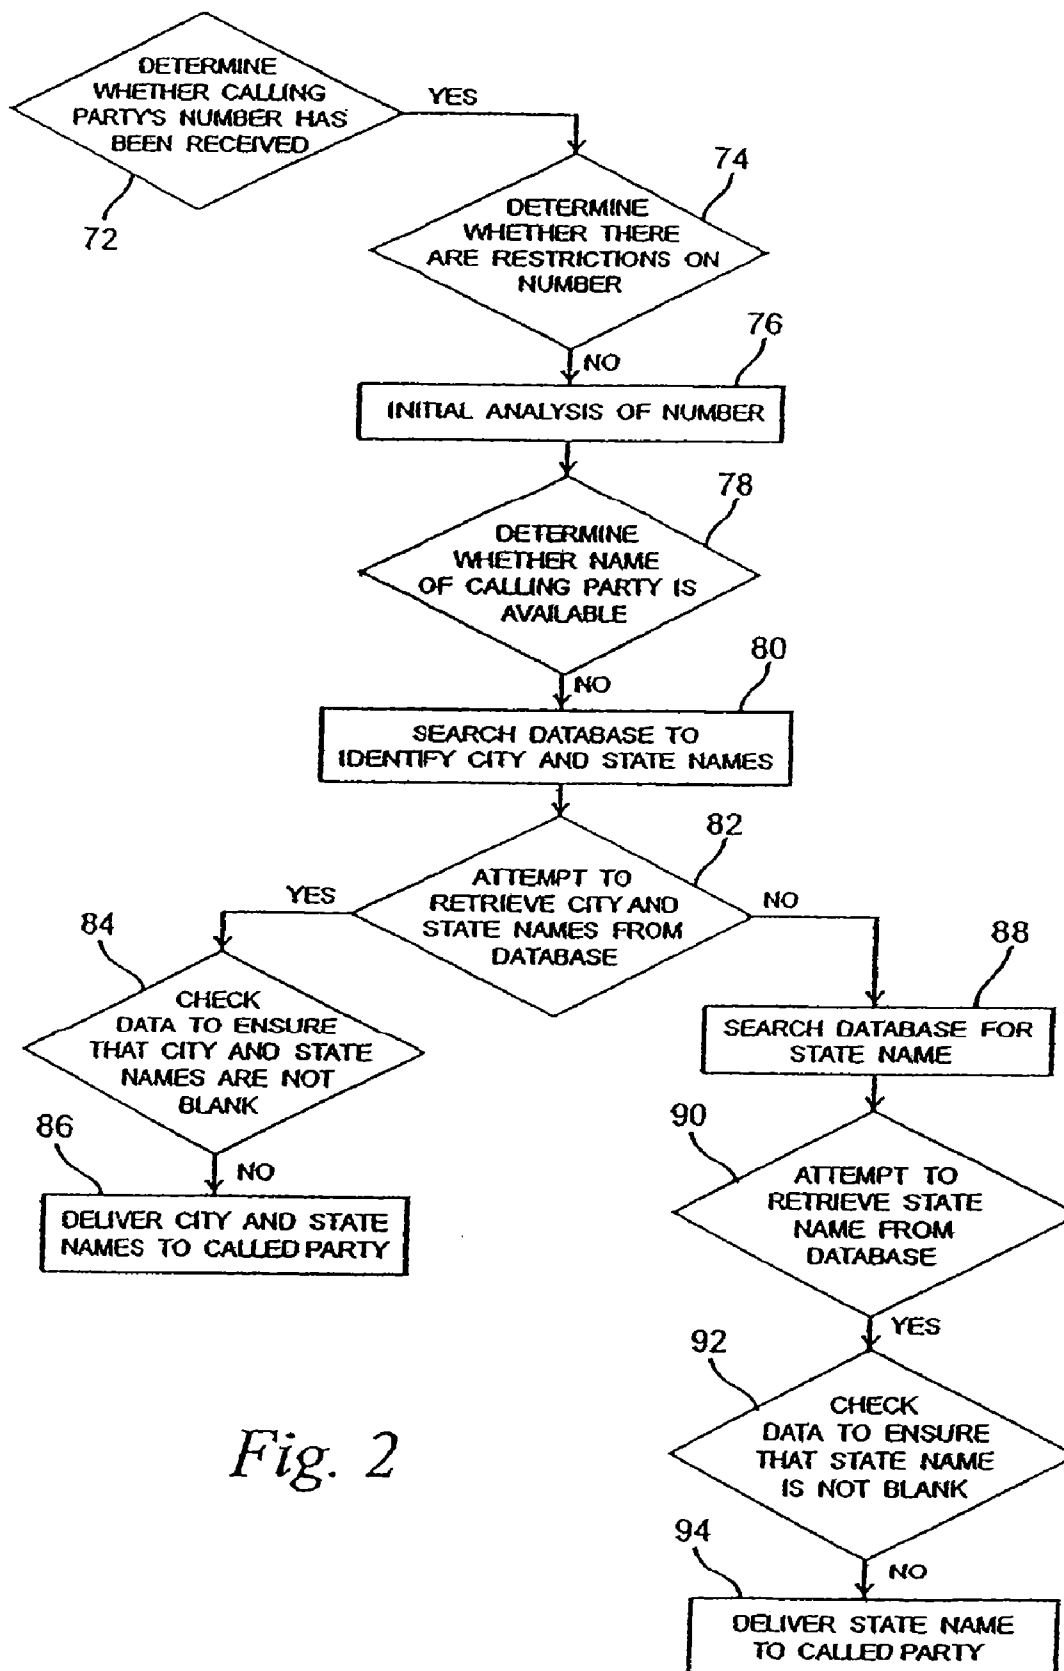 DETERMINE
WHETHER CALLING
PARTY'S NUMBER HAS
BEEN RECEIVED
YES
72
74
DETERMINE
WHETHER THERE
ARE RESTRICTIONS ON
NUMBER
NO
76
INITIAL ANALYSIS OF NUMBER
78
DETERMINE
WHETHER NAME
OF CALLING PARTY IS
AVAILABLE
NO
80
SEARCH DATABASE TO
IDENTIFY CITY AND STATE NAMES
82
ATTEMPT TO
RETRIEVE CITY AND
STATE NAMES FROM
DATABASE
YES
NO
84
CHECK
DATA TO ENSURE
THAT CITY AND STATE
NAMES ARE NOT
BLANK
NO
86
DELIVER CITY AND STATE
NAMES TO CALLED PARTY
88
SEARCH DATABASE FOR
STATE NAME
90
ATTEMPT TO
RETRIEVE STATE
NAME FROM
DATABASE
YES
92
CHECK
DATA TO ENSURE
THAT STATE NAME
IS NOT BLANK
NO
94
DELIVER STATE NAME
TO CALLED PARTY
Fig. 2